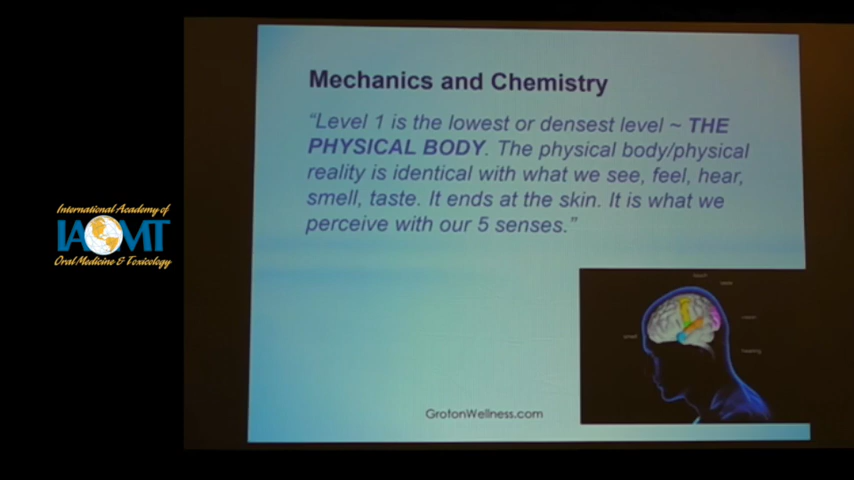 Mechanics and Chemistry
“Level 1 is the lowest or densest level ~ THE
PHYSICAL BODY. The physical body/physical
reality is identical with what we see, feel, hear,
smell, taste. It ends at the skin. It is what we
perceive with our 5 senses.”
International Academy of
IAOMT
Oral Medicine & Toxicology
smell
hearing
GrotonWellness.com